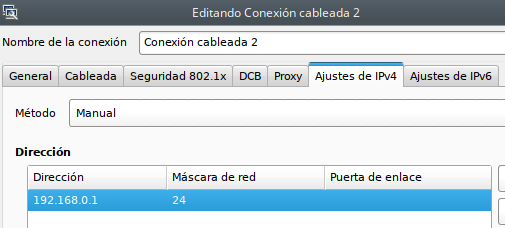 Editando Conexión cableada 2
Nombre de la conexión Conexión cableada 2
General Cableada Seguridad 802.1x DCB Proxy Ajustes de IPv4 Ajustes de IPv6
Método Manual
Dirección
Dirección Máscara de red Puerta de enlace
192.168.0.1 24